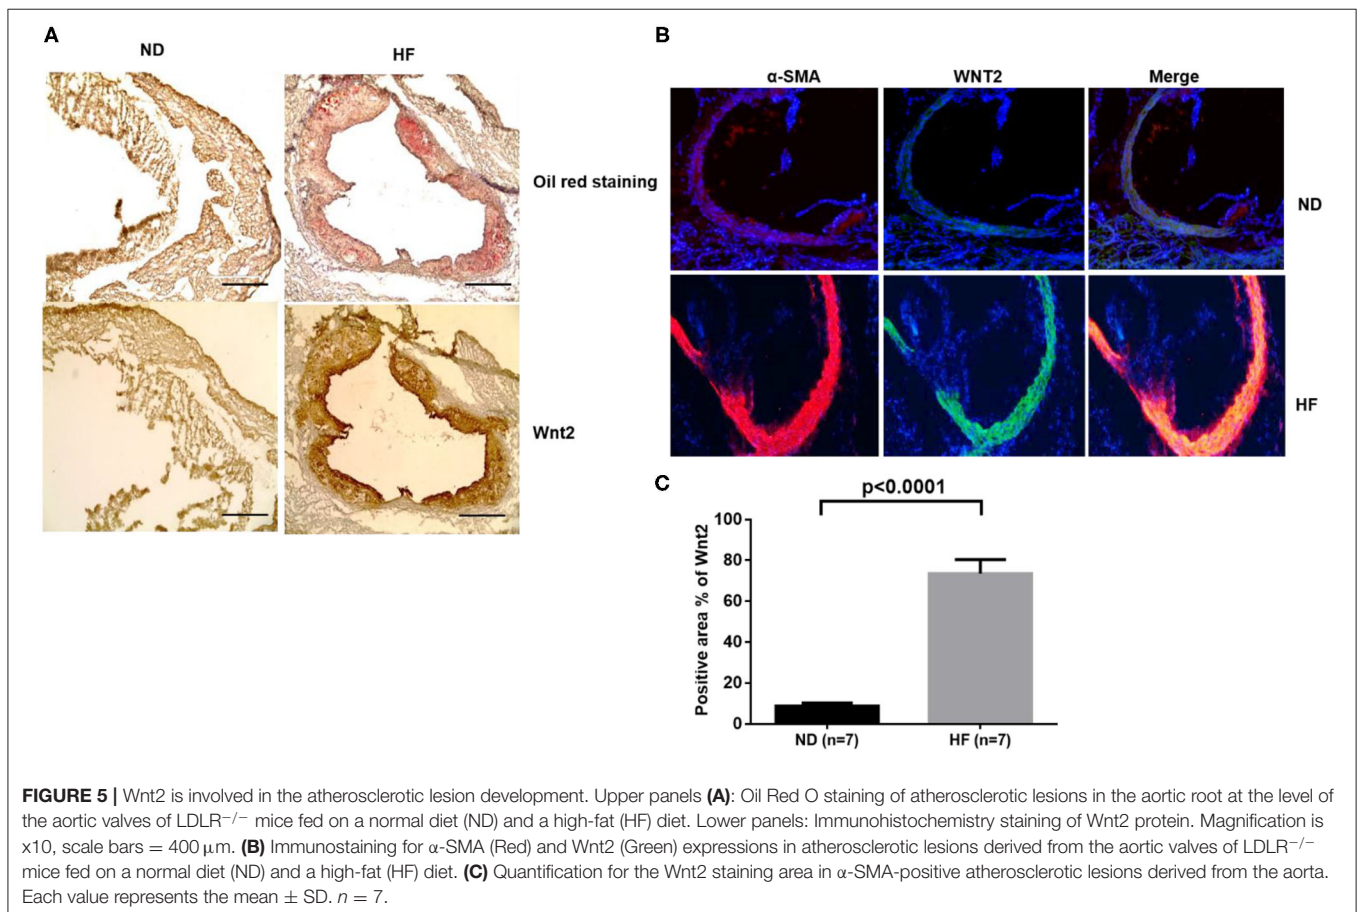 A
ND
HF
Oil red staining
Wnt2
B
α-SMA
WNT2
Merge
ND
HF
C
p<0.0001
Positive area % of Wnt2
100
80
60
40
20
0
ND (n=7)
HF (n=7)
FIGURE 5 | Wnt2 is involved in the atherosclerotic lesion development. Upper panels (A): Oil Red O staining of atherosclerotic lesions in the aortic root at the level of
the aortic valves of LDLR−/− mice fed on a normal diet (ND) and a high-fat (HF) diet. Lower panels: Immunohistochemistry staining of Wnt2 protein. Magnification is
x10, scale bars = 400 μm. (B) Immunostaining for α-SMA (Red) and Wnt2 (Green) expressions in atherosclerotic lesions derived from the aortic valves of LDLR−/−
mice fed on a normal diet (ND) and a high-fat (HF) diet. (C) Quantification for the Wnt2 staining area in α-SMA-positive atherosclerotic lesions derived from the aorta.
Each value represents the mean ± SD. n = 7.